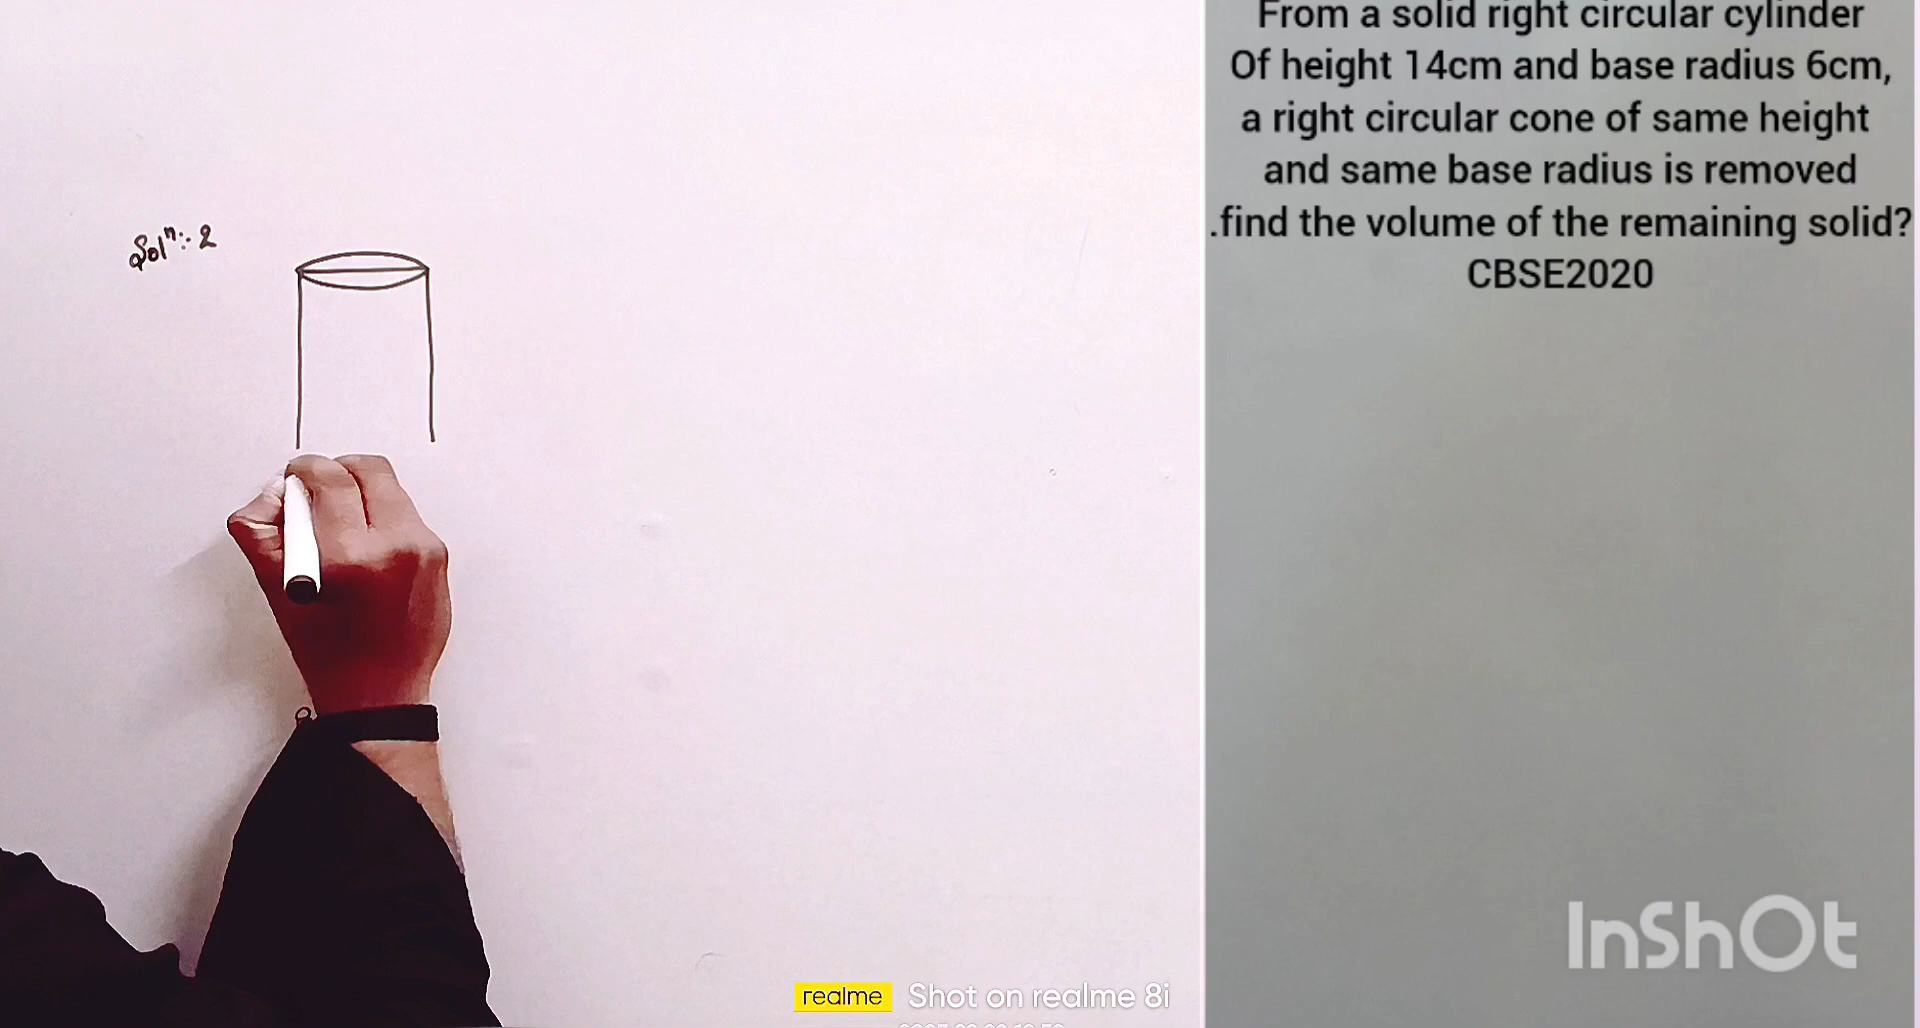 From a solid right circular cylinder
Of height 14cm and base radius 6cm,
a right circular cone of same height
and same base radius is removed
.find the volume of the remaining solid?
CBSE2020
Solⁿ:- 2
InShOt
realme Shot on realme 8i